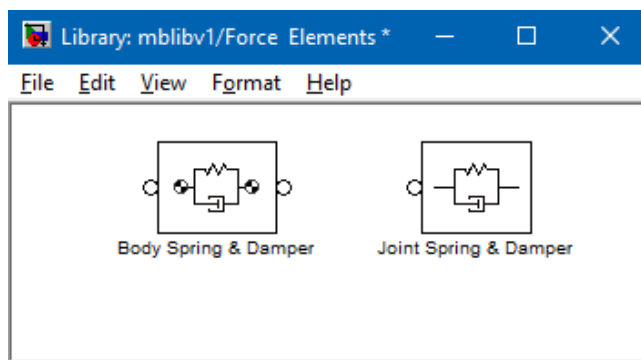 Library: mblibv1/Force Elements *
File Edit View Format Help
Body Spring & Damper Joint Spring & Damper